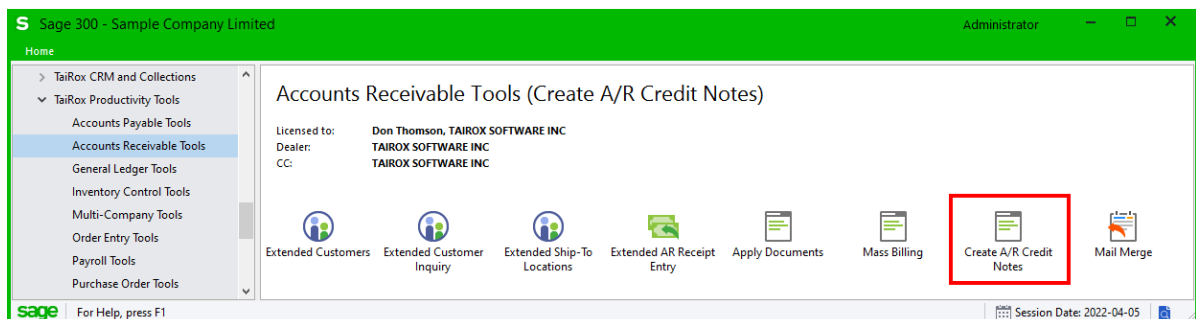 S Sage 300 - Sample Company Limited
Administrator
Home
TaiRox CRM and Collections
TaiRox Productivity Tools
Accounts Payable Tools
Accounts Receivable Tools
General Ledger Tools
Inventory Control Tools
Multi-Company Tools
Order Entry Tools
Payroll Tools
Purchase Order Tools
Accounts Receivable Tools (Create A/R Credit Notes)
Licensed to: Don Thomson, TAIROX SOFTWARE INC
Dealer: TAIROX SOFTWARE INC
CC: TAIROX SOFTWARE INC
Extended Customers
Extended Customer
Inquiry
Extended Ship-To
Locations
Extended AR Receipt
Entry
Apply Documents
Mass Billing
Create A/R Credit
Notes
Mail Merge
sage For Help, press F1
Session Date: 2022-04-05